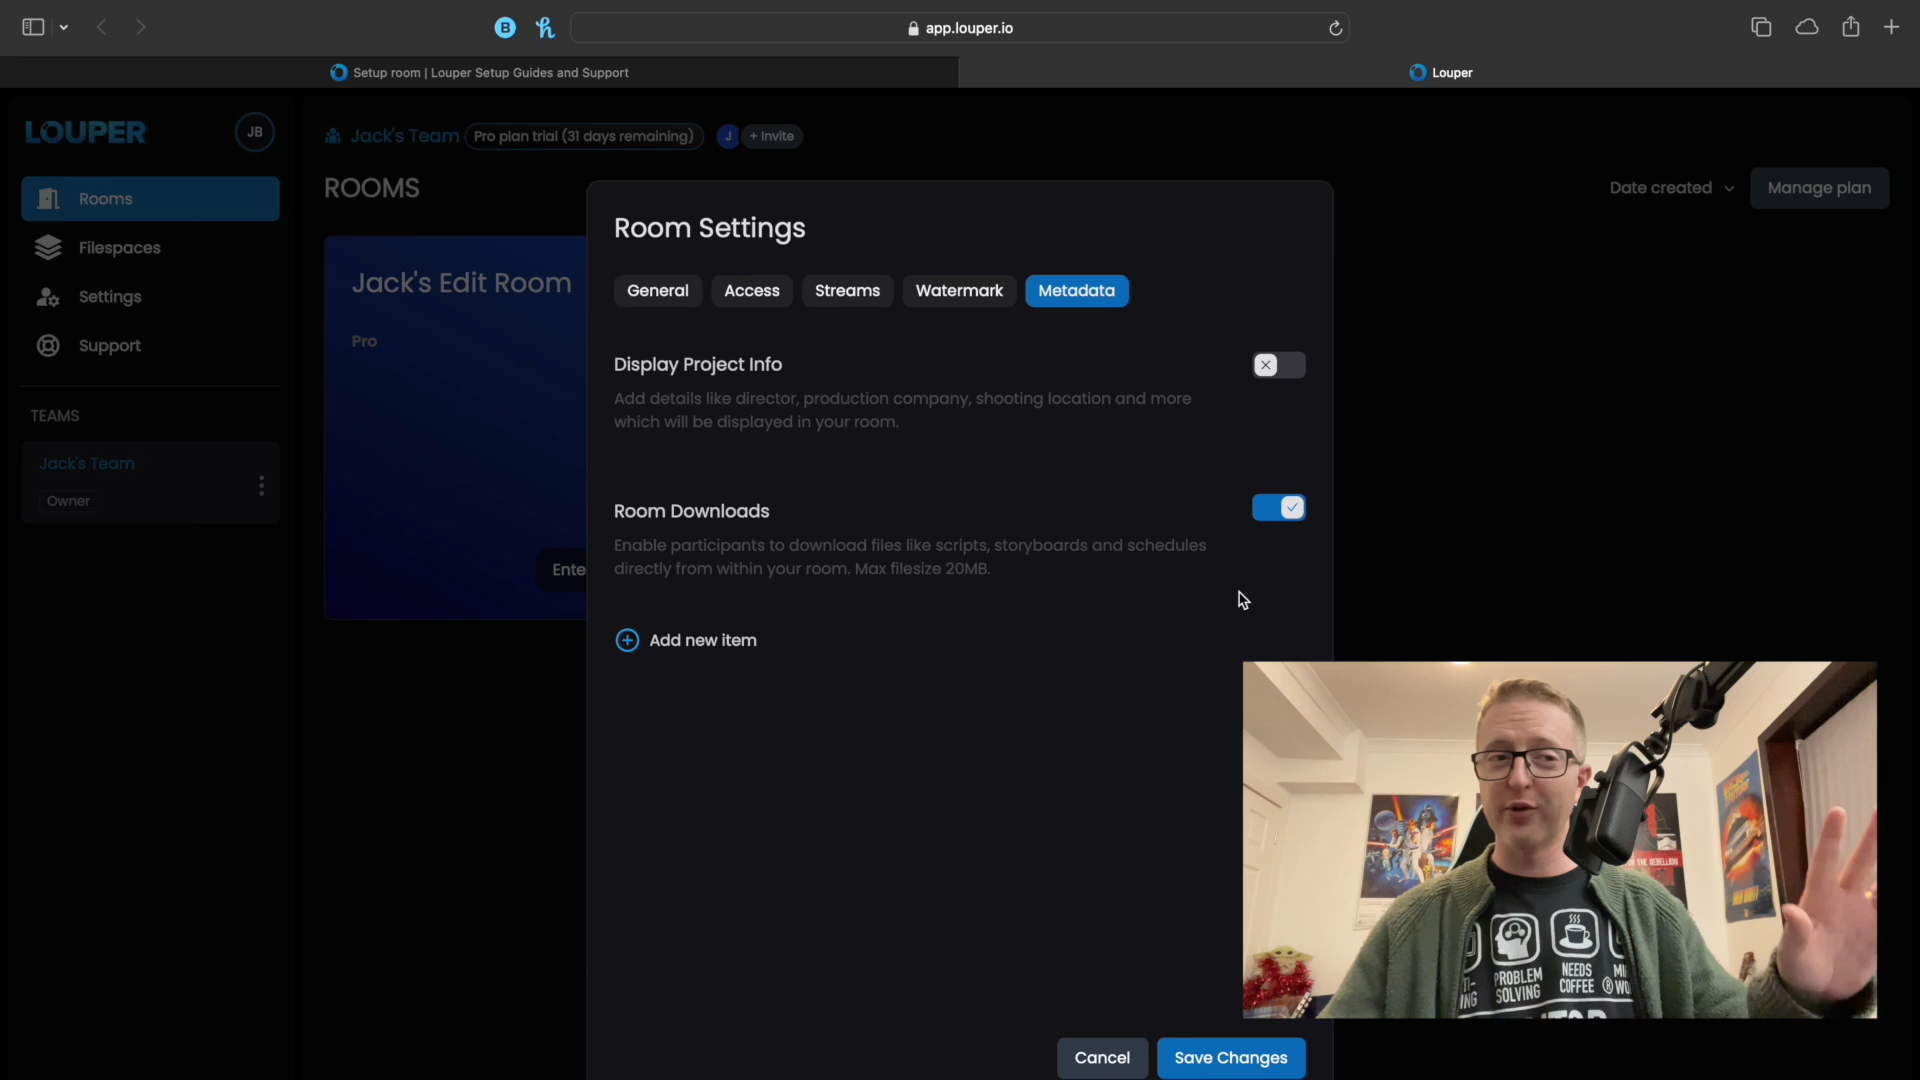 app.louper.io
Setup room | Louper Setup Guides and Support
Louper
LOUPER
JB
Jack's Team
Pro plan trial (31 days remaining)
J
+ Invite
Rooms
Filespaces
Settings
Support
TEAMS
Jack's Team
Owner
ROOMS
Date created
Manage plan
Jack's Edit Room
Pro
Ente
Room Settings
General
Access
Streams
Watermark
Metadata
Display Project Info
Add details like director, production company, shooting location and more
which will be displayed in your room.
Room Downloads
Enable participants to download files like scripts, storyboards and schedules
directly from within your room. Max filesize 20MB.
Add new item
Cancel
Save Changes
PROBLEM
SOLVING
NEEDS
COFFEE